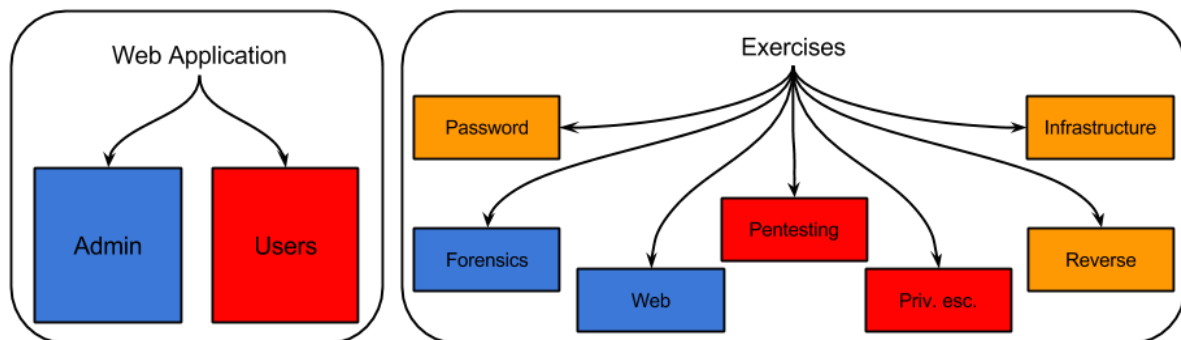 Web Application
Admin
Users
Exercises
Password
Infrastructure
Forensics
Web
Pentesting
Priv. esc.
Reverse